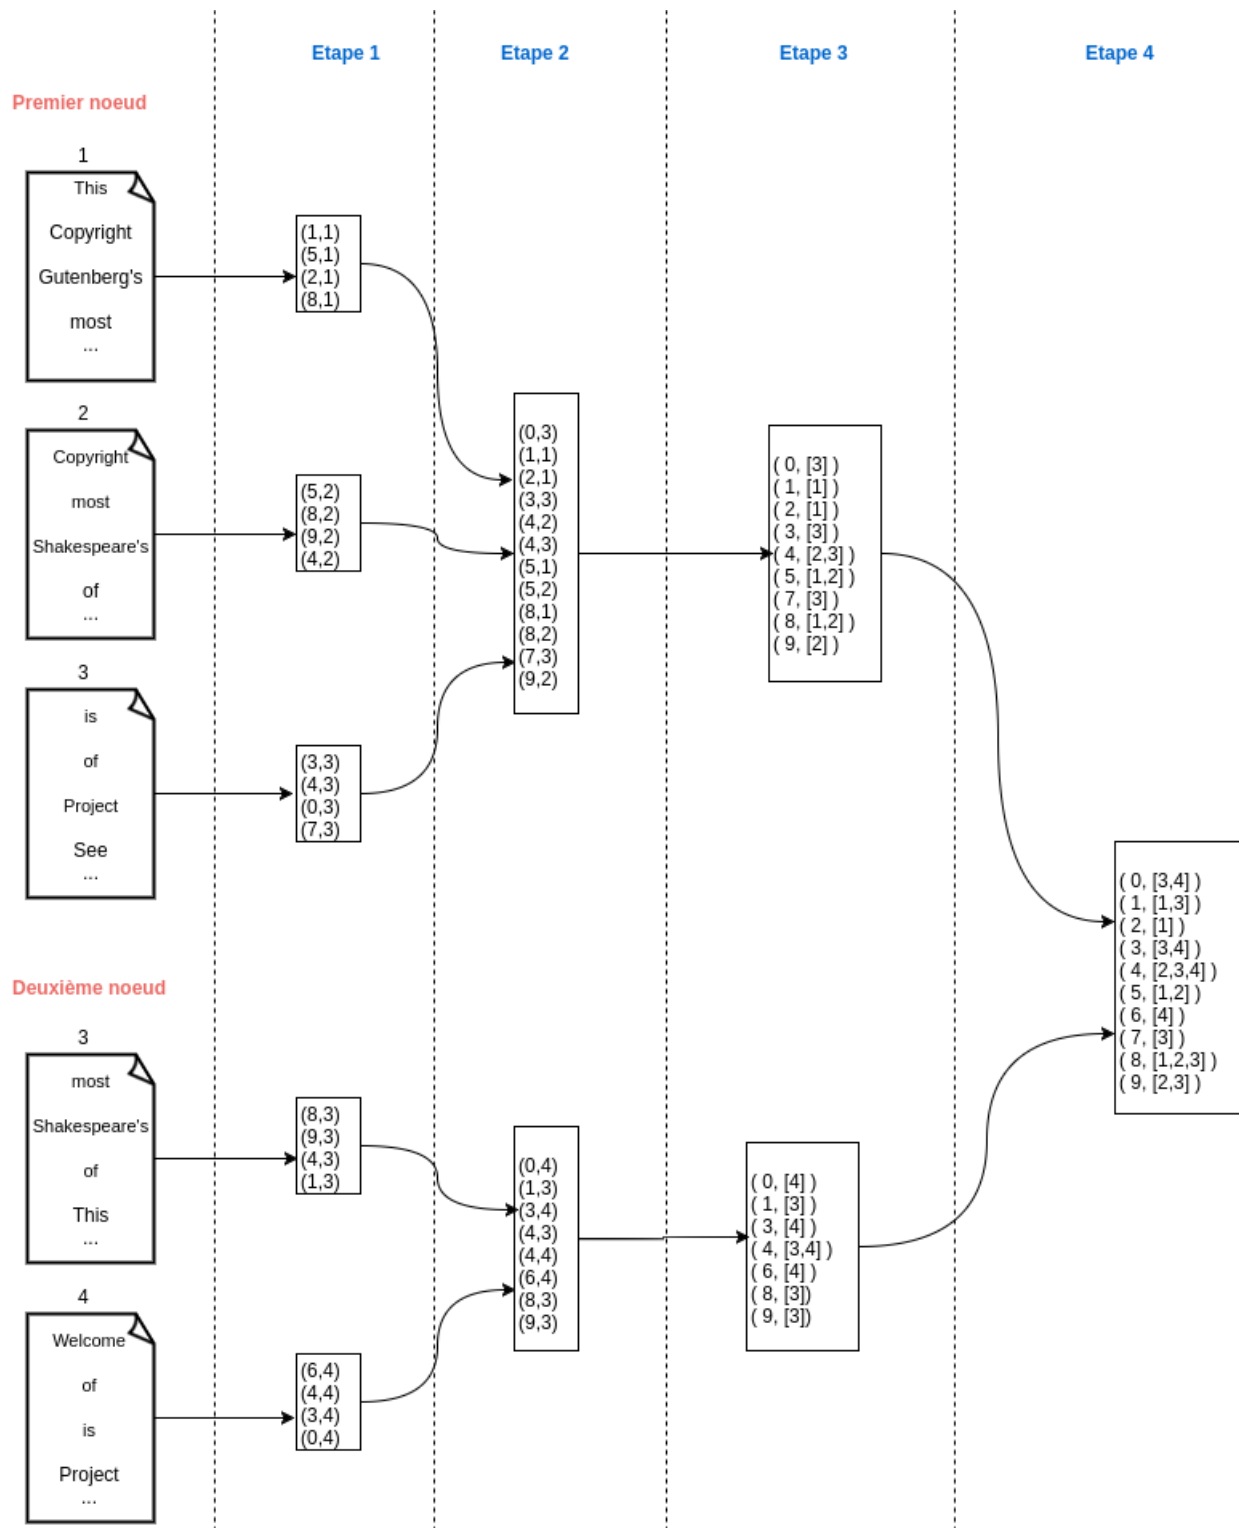 Etape 1
Etape 2
Etape 3
Etape 4
Premier noeud
1
This
Copyright
Gutenberg's
most
...
(1,1)
(5,1)
(2,1)
(8,1)
2
Copyright
most
Shakespeare's
of
...
(5,2)
(8,2)
(9,2)
(4,2)
3
is
of
Project
See
...
(3,3)
(4,3)
(0,3)
(7,3)
(0,3)
(1,1)
(2,1)
(3,3)
(4,2)
(4,3)
(5,1)
(5,2)
(8,1)
(8,2)
(7,3)
(9,2)
( 0, [3] )
( 1, [1] )
( 2, [1] )
( 3, [3] )
( 4, [2,3] )
( 5, [1,2] )
( 7, [3] )
( 8, [1,2] )
( 9, [2] )
Deuxième noeud
3
most
Shakespeare's
of
This
...
(8,3)
(9,3)
(4,3)
(1,3)
4
Welcome
of
is
Project
...
(6,4)
(4,4)
(3,4)
(0,4)
(0,4)
(1,3)
(3,4)
(4,3)
(4,4)
(6,4)
(8,3)
(9,3)
( 0, [4] )
( 1, [3] )
( 3, [4] )
( 4, [3,4] )
( 6, [4] )
( 8, [3])
( 9, [3])
( 0, [3,4] )
( 1, [1,3] )
( 2, [1] )
( 3, [3,4] )
( 4, [2,3,4] )
( 5, [1,2] )
( 6, [4] )
( 7, [3] )
( 8, [1,2,3] )
( 9, [2,3] )